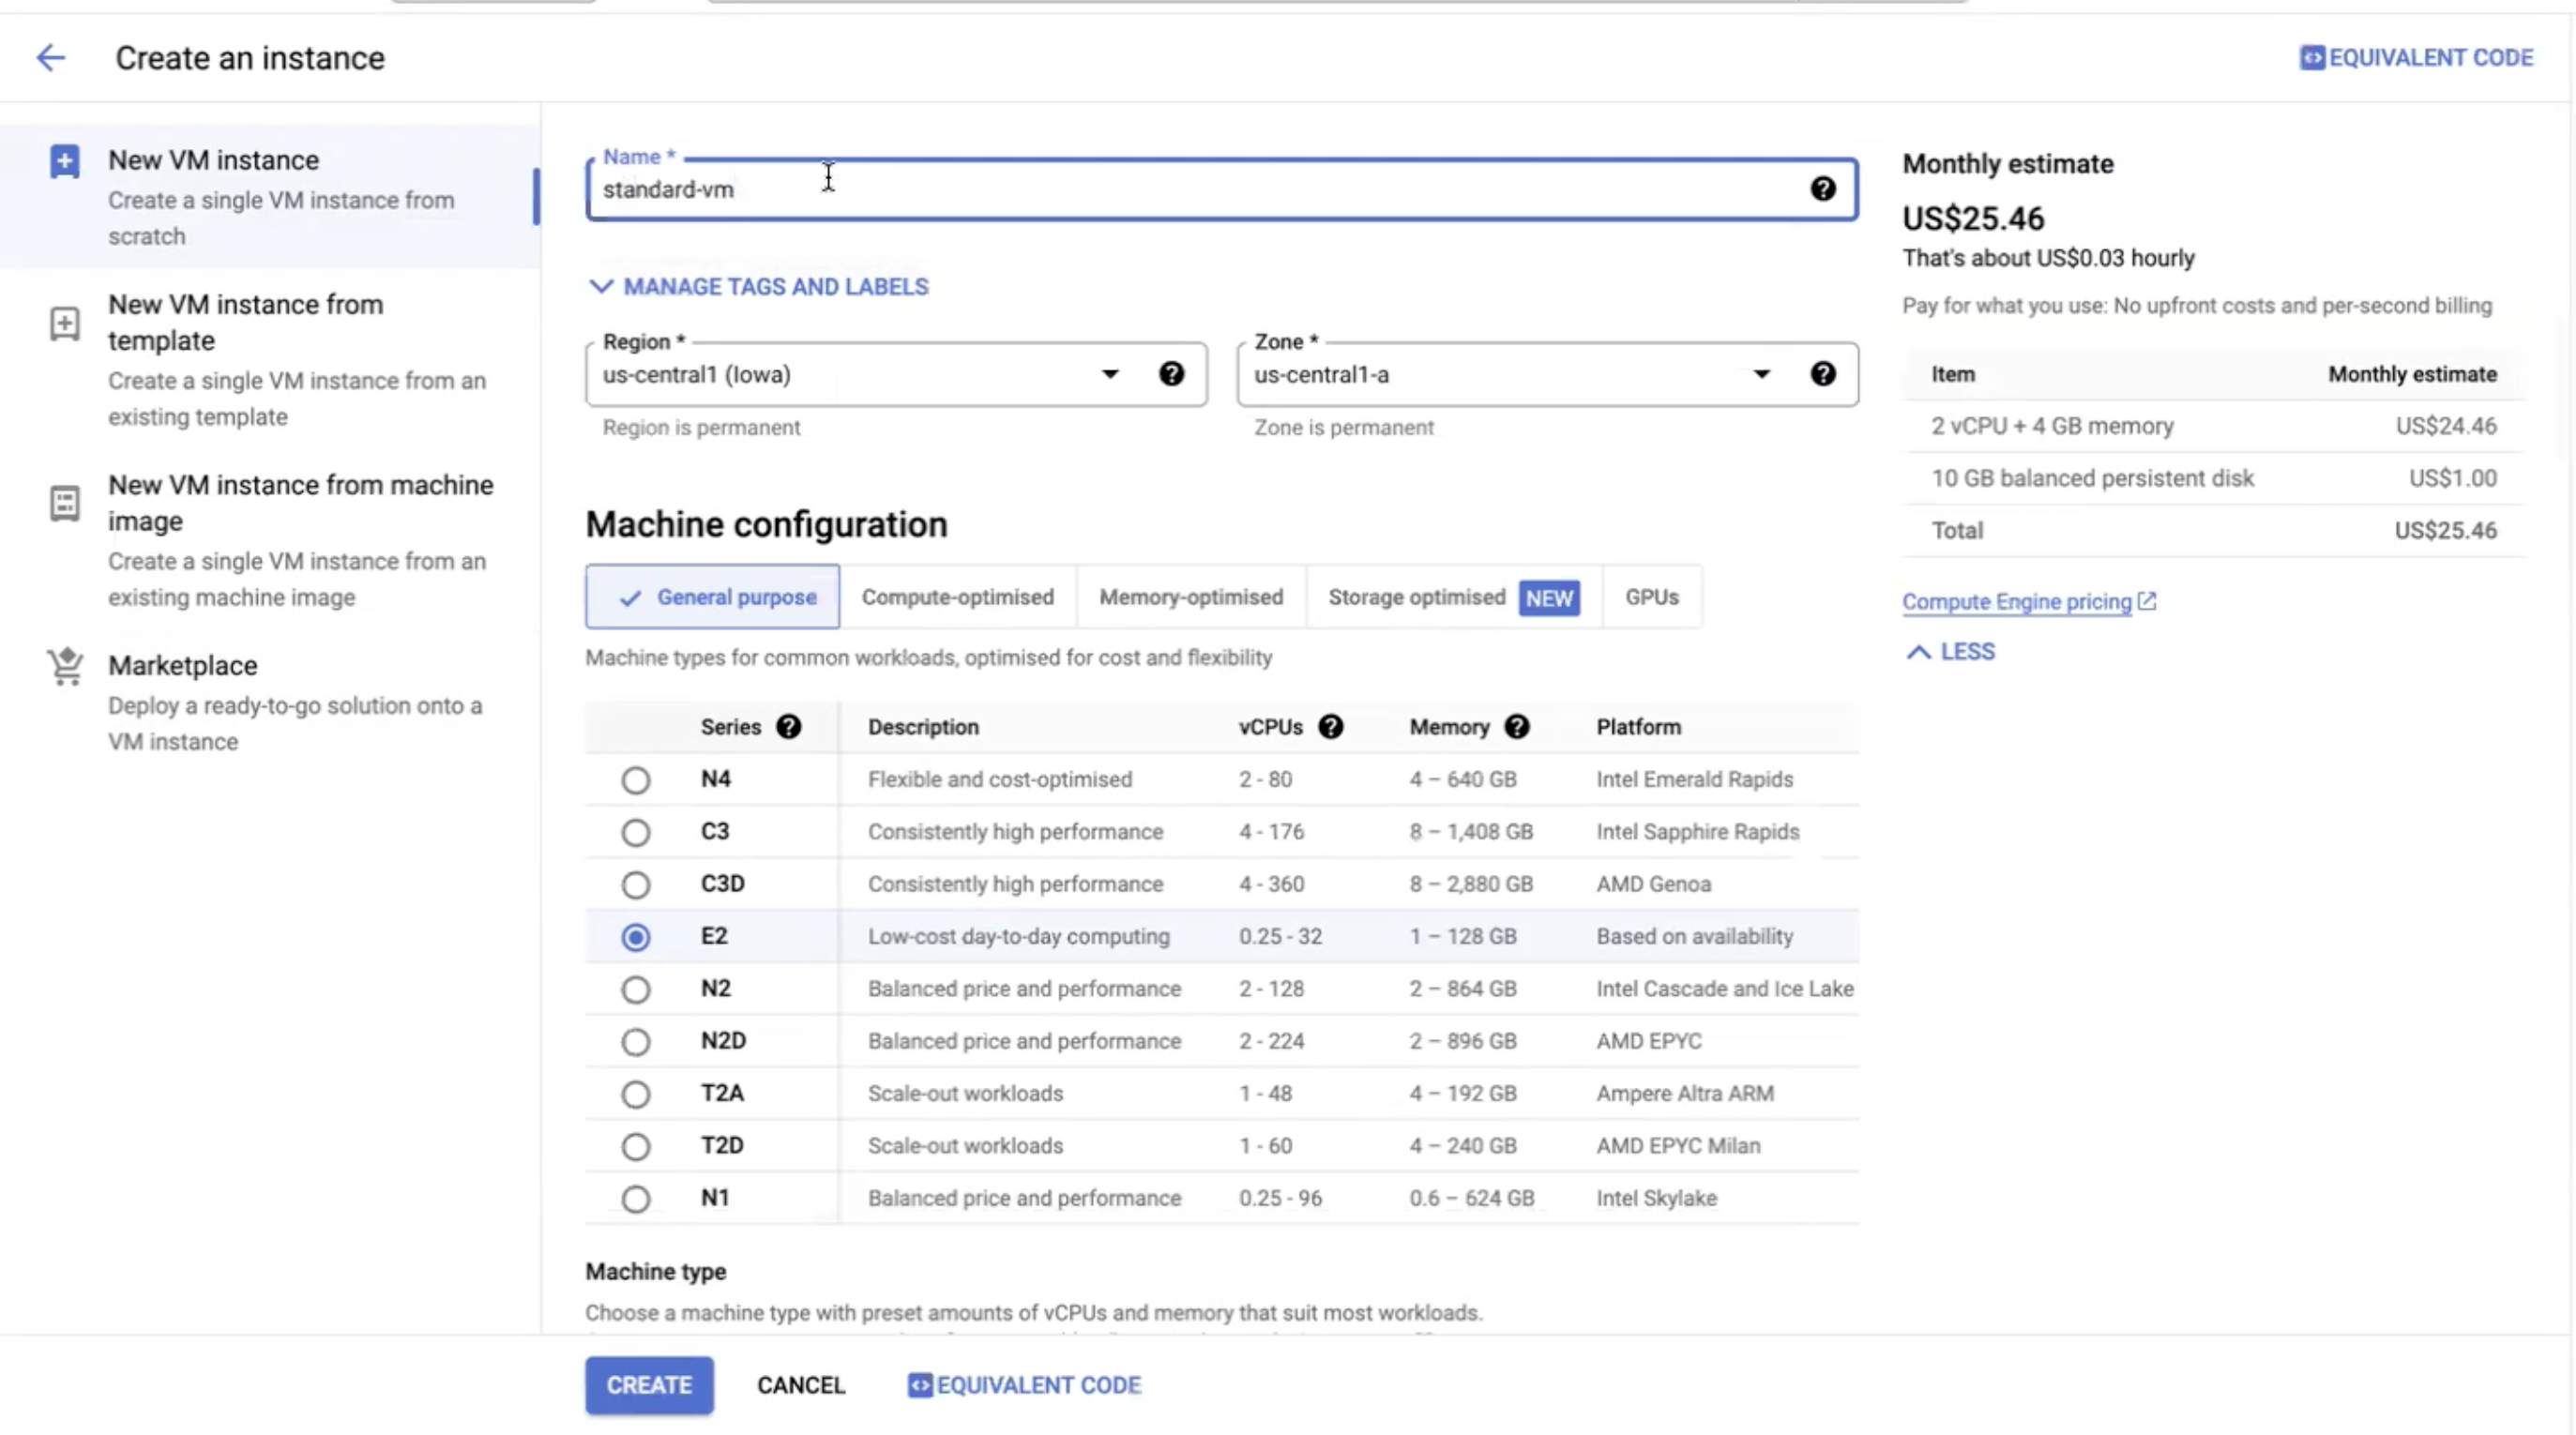 Create an instance
EQUIVALENT CODE
New VM instance
Create a single VM instance from
scratch
New VM instance from
template
Create a single VM instance from an
existing template
New VM instance from machine
image
Create a single VM instance from an
existing machine image
Marketplace
Deploy a ready-to-go solution onto a
VM instance
Name *
standard-vm
MANAGE TAGS AND LABELS
Region *
us-central1 (Iowa)
Region is permanent
Zone *
us-central1-a
Zone is permanent
Machine configuration
General purpose
Compute-optimised
Memory-optimised
Storage optimised NEW
GPUs
Machine types for common workloads, optimised for cost and flexibility
Series Description vCPUs Memory Platform
N4 Flexible and cost-optimised 2 - 80 4 – 640 GB Intel Emerald Rapids
C3 Consistently high performance 4 - 176 8 – 1,408 GB Intel Sapphire Rapids
C3D Consistently high performance 4 - 360 8 – 2,880 GB AMD Genoa
E2 Low-cost day-to-day computing 0.25 - 32 1 – 128 GB Based on availability
N2 Balanced price and performance 2 - 128 2 – 864 GB Intel Cascade and Ice Lake
N2D Balanced price and performance 2 - 224 2 – 896 GB AMD EPYC
T2A Scale-out workloads 1 - 48 4 – 192 GB Ampere Altra ARM
T2D Scale-out workloads 1 - 60 4 – 240 GB AMD EPYC Milan
N1 Balanced price and performance 0.25 - 96 0.6 – 624 GB Intel Skylake
Machine type
Choose a machine type with preset amounts of vCPUs and memory that suit most workloads.
CREATE
CANCEL
EQUIVALENT CODE
Monthly estimate
US$25.46
That's about US$0.03 hourly
Pay for what you use: No upfront costs and per-second billing
Item Monthly estimate
2 vCPU + 4 GB memory US$24.46
10 GB balanced persistent disk US$1.00
Total US$25.46
Compute Engine pricing
LESS